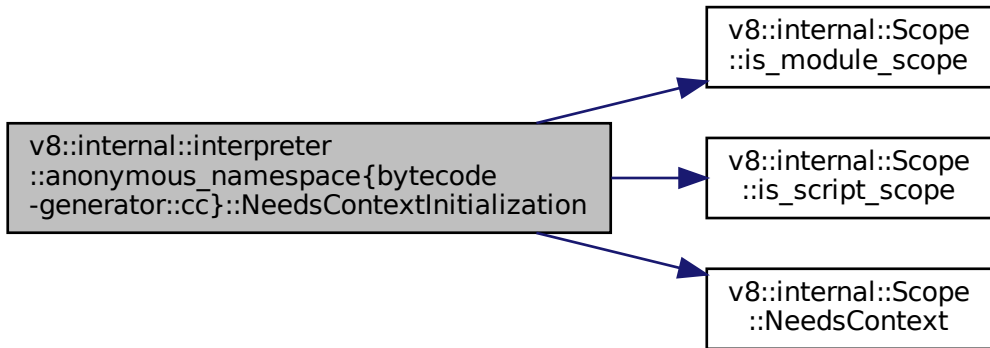 v8::internal::interpreter
::anonymous_namespace{bytecode
-generator::cc}::NeedsContextInitialization
v8::internal::Scope
::is_module_scope
v8::internal::Scope
::is_script_scope
v8::internal::Scope
::NeedsContext